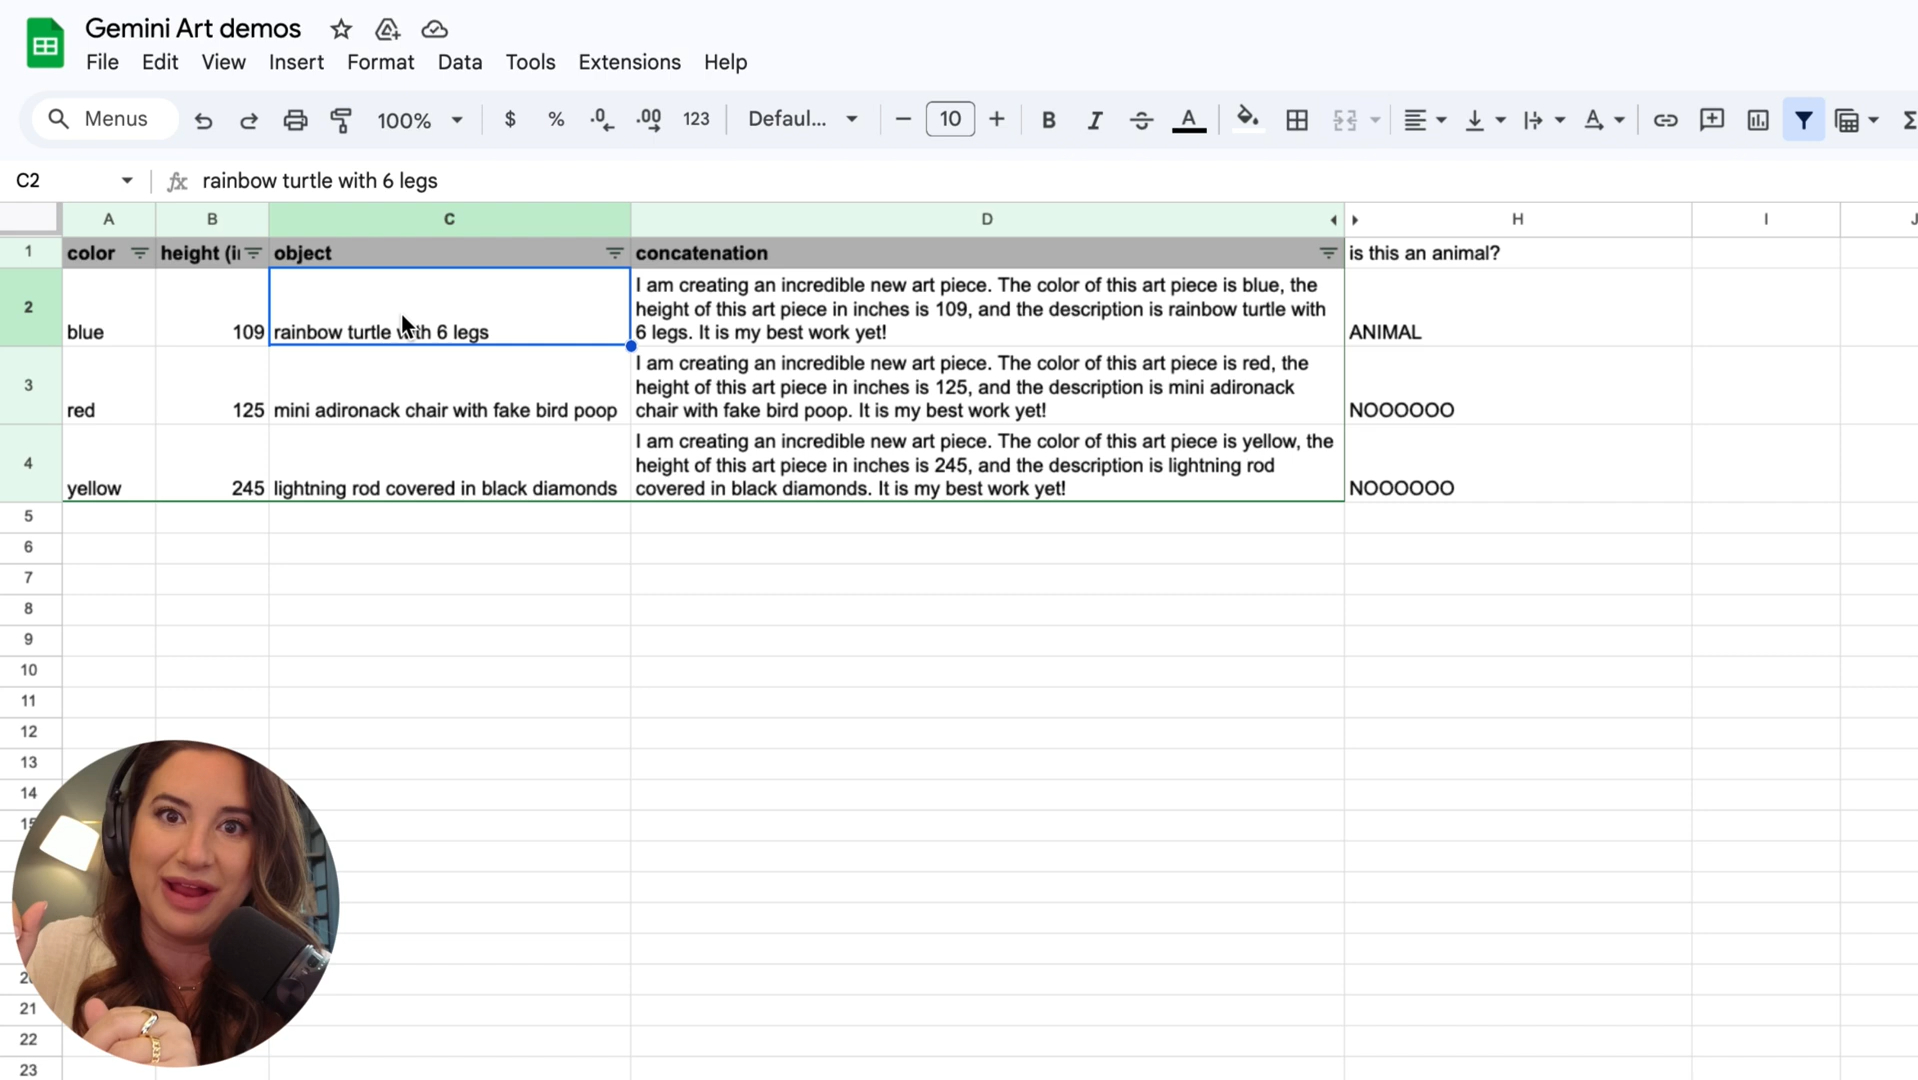 Gemini Art demos
File Edit View Insert Format Data Tools Extensions Help
Menus 100% $ % .0 .00 123 Defaul... 10 B I A Σ
C2 fx rainbow turtle with 6 legs
A B C D H I J
1 color height (i object concatenation is this an animal?
I am creating an incredible new art piece. The color of this art piece is blue, the
2 height of this art piece in inches is 109, and the description is rainbow turtle with
blue 109 rainbow turtle with 6 legs 6 legs. It is my best work yet! ANIMAL
I am creating an incredible new art piece. The color of this art piece is red, the
3 height of this art piece in inches is 125, and the description is mini adironack
red 125 mini adironack chair with fake bird poop chair with fake bird poop. It is my best work yet! NOOOOOO
I am creating an incredible new art piece. The color of this art piece is yellow, the
4 height of this art piece in inches is 245, and the description is lightning rod
yellow 245 lightning rod covered in black diamonds covered in black diamonds. It is my best work yet! NOOOOOO
5
6
7
8
9
10
11
12
13
14
21
22
23